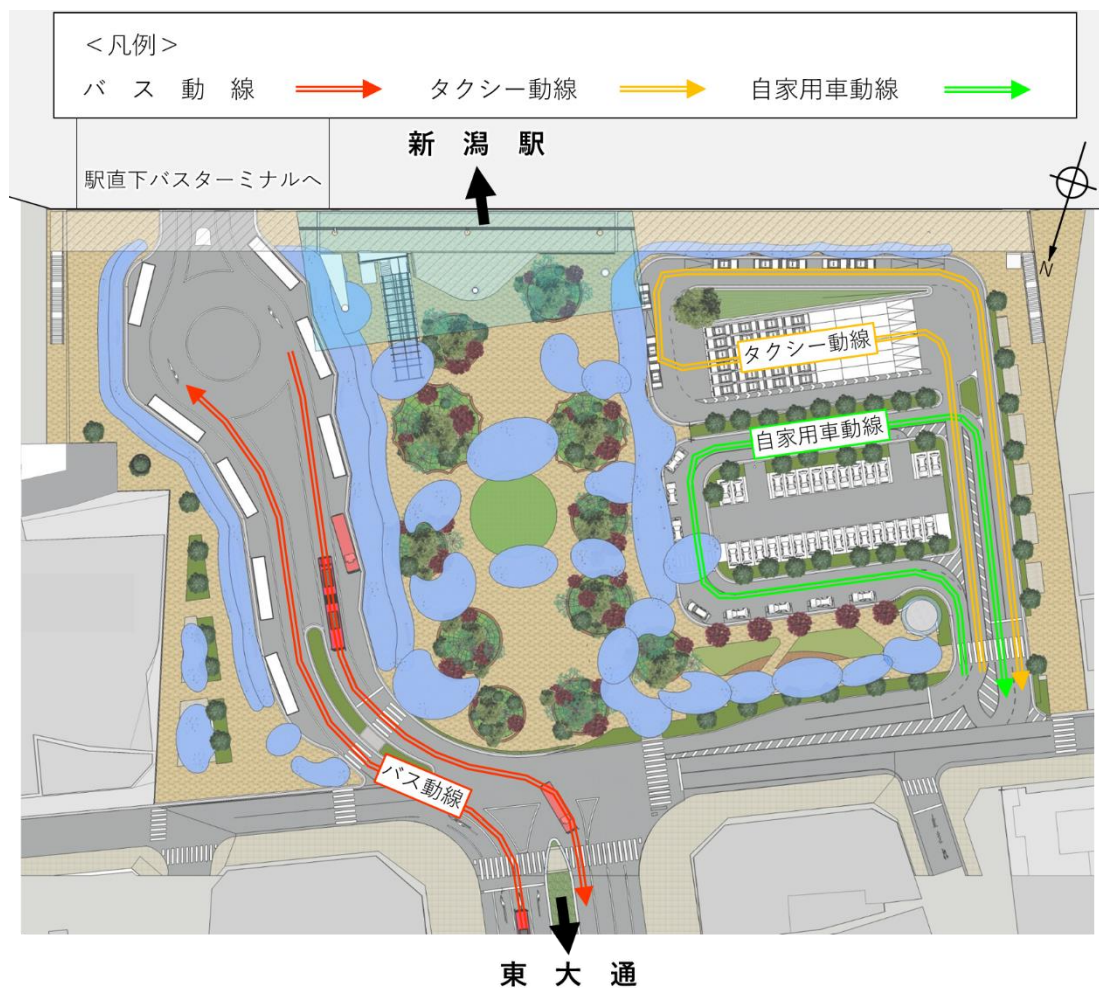 ＜凡例＞
バス動線 タクシー動線 自家用車動線
新潟駅
駅直下バスターミナルへ
N
タクシー動線
自家用車動線
バス動線
東大通